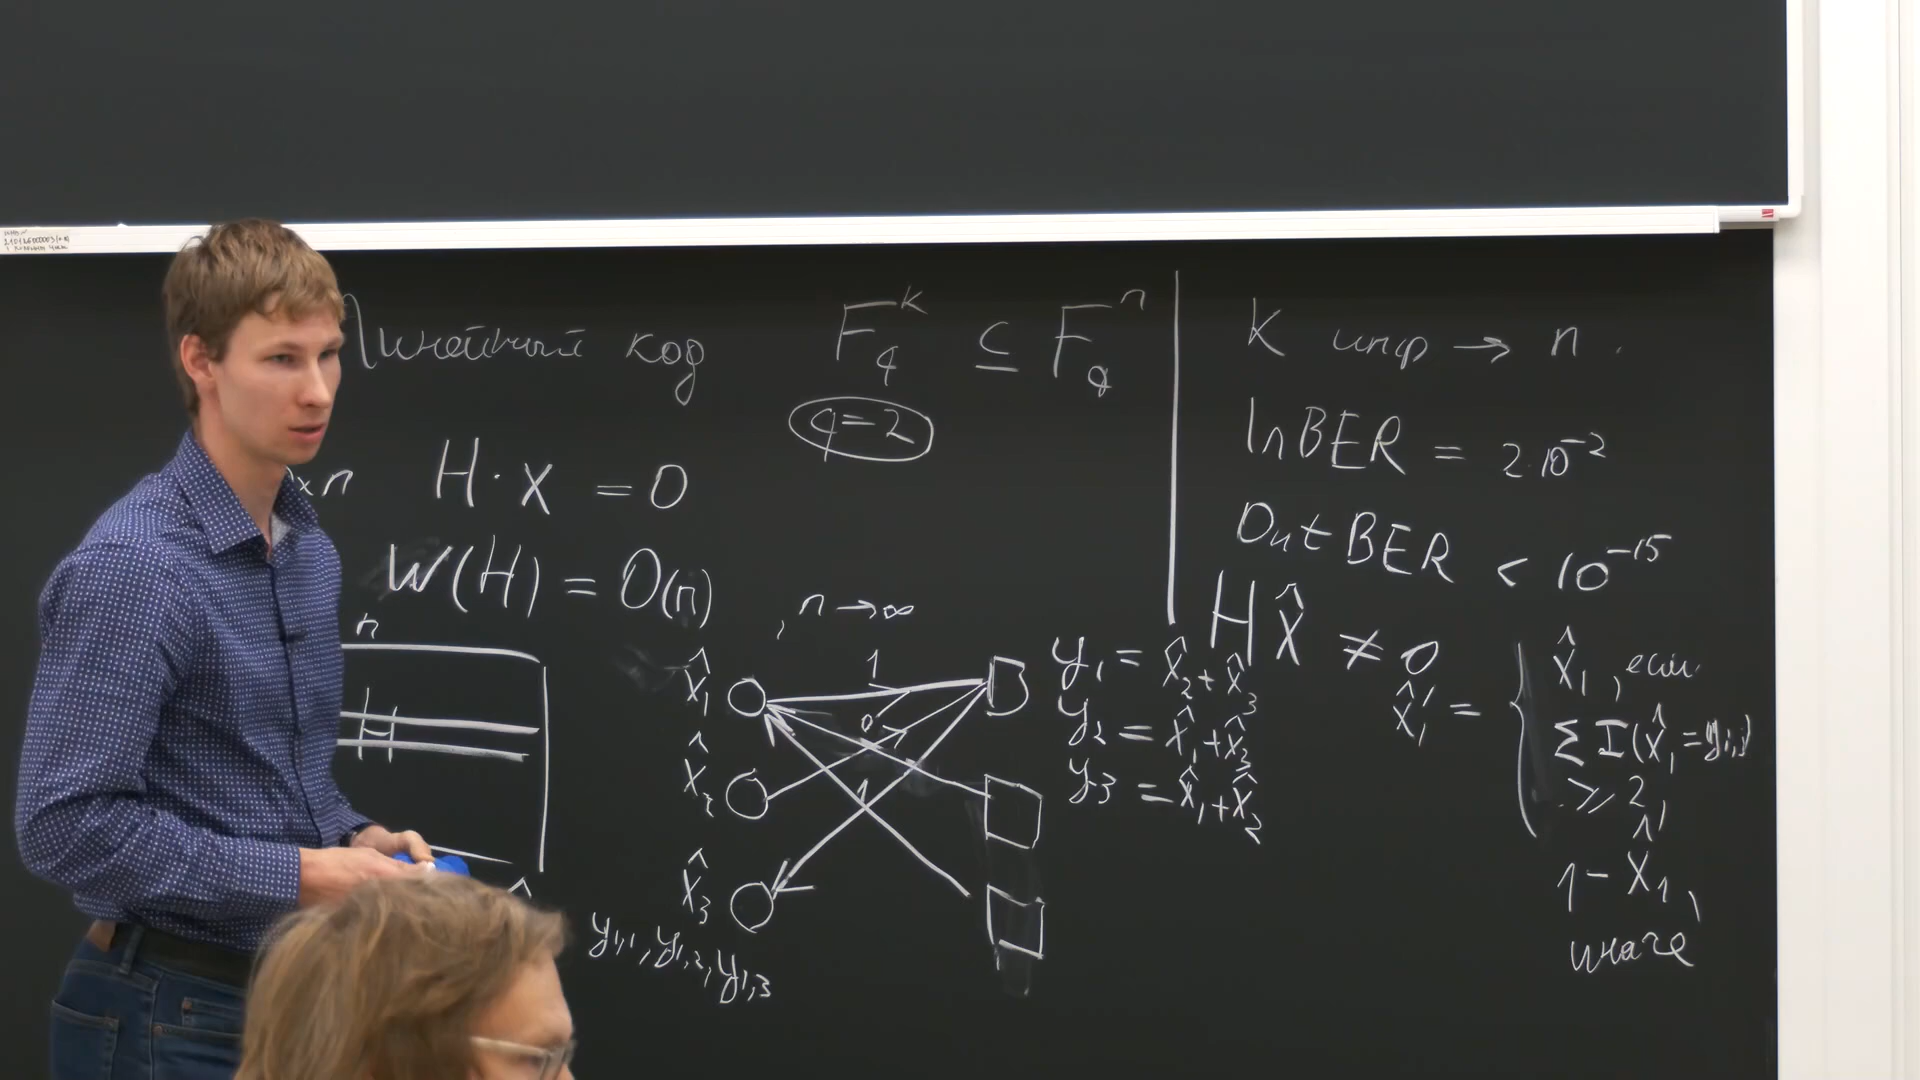 Линейный код F_q^k ⊆ F_q^n
q=2
×n H·x = 0
W(H) = O(n), n→∞
n
H
x̂₁
x̂₂
x̂₃
1
0
1
y₁,₁, y₁,₂, y₁,₃
y₁ = x̂₂+x̂₃
y₂ = x̂₁+x̂₃
y₃ = x̂₁+x̂₂
K инф → n.
InBER = 2·10⁻²
OutBER < 10⁻¹⁵
Hx̂ ≠ 0
x̂₁' = { x̂₁, если
∑ I(x̂₁=y₁,ⱼ)
⩾ 2,
1-x̂₁,
иначе